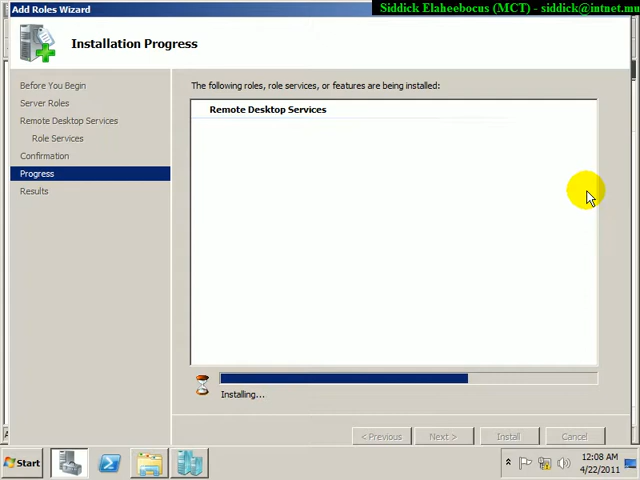 Add Roles Wizard
Siddick Elaheebocus (MCT) - siddick@intnet.mu
Installation Progress
Before You Begin
Server Roles
Remote Desktop Services
Role Services
Confirmation
Progress
Results
The following roles, role services, or features are being installed:
Remote Desktop Services
Installing...
< Previous
Next >
Install
Cancel
Start
12:08 AM
4/22/2011